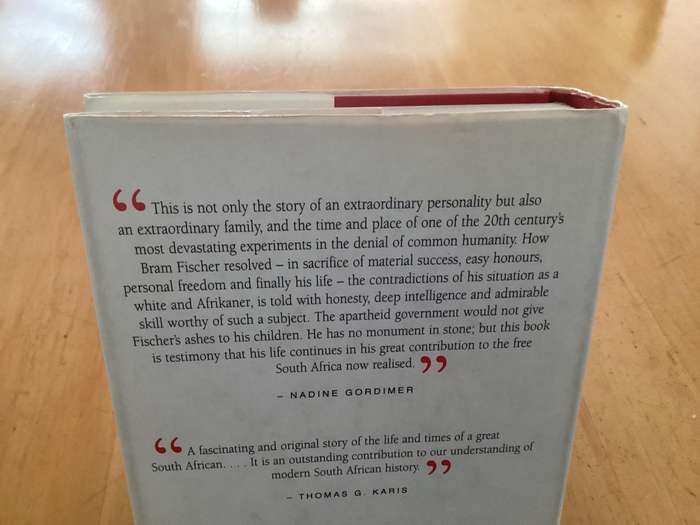 “ This is not only the story of an extraordinary personality but also
an extraordinary family, and the time and place of one of the 20th century's
most devastating experiments in the denial of common humanity. How
Bram Fischer resolved – in sacrifice of material success, easy honours,
personal freedom and finally his life – the contradictions of his situation as a
white and Afrikaner, is told with honesty, deep intelligence and admirable
skill worthy of such a subject. The apartheid government would not give
Fischer's ashes to his children. He has no monument in stone; but this book
is testimony that his life continues in his great contribution to the free
South Africa now realised. ”
– NADINE GORDIMER
“ A fascinating and original story of the life and times of a great
South African. . . . It is an outstanding contribution to our understanding of
modern South African history. ”
– THOMAS G. KARIS